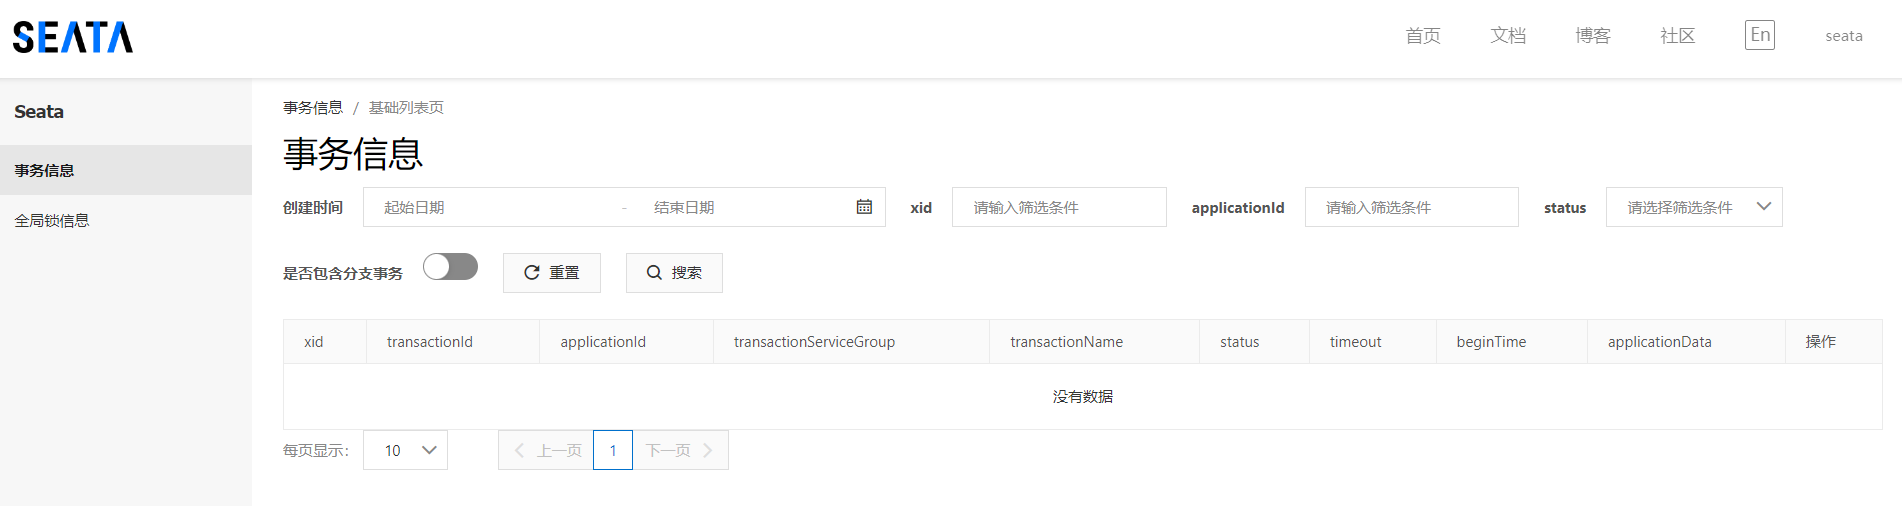 SEATA 首页 文档 博客 社区 En seata
Seata
事务信息
全局锁信息
事务信息 / 基础列表页
事务信息
创建时间 起始日期 - 结束日期 xid 请输入筛选条件 applicationId 请输入筛选条件 status 请选择筛选条件
是否包含分支事务 重置 搜索
xid transactionId applicationId transactionServiceGroup transactionName status timeout beginTime applicationData 操作
没有数据
每页显示: 10 上一页 1 下一页